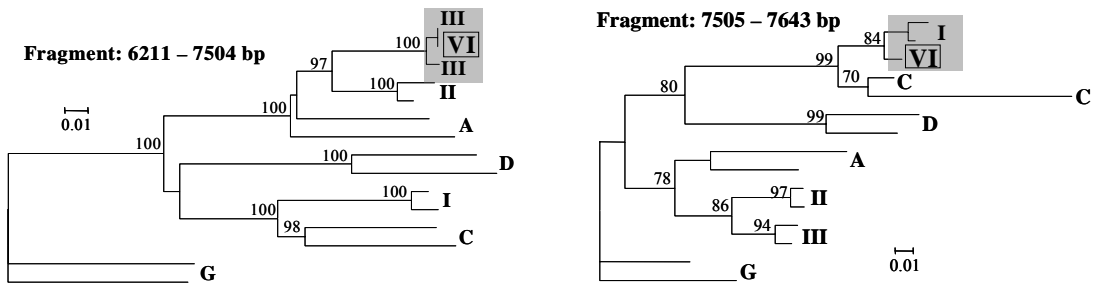 Fragment: 6211 – 7504 bp
III
100
VI
III
97
100
II
100
A
0.01
100
100
D
100
I
100
98
C
G
Fragment: 7505 – 7643 bp
84
I
VI
99
70
C
C
80
99
D
A
78
97
II
86
94
III
0.01
G